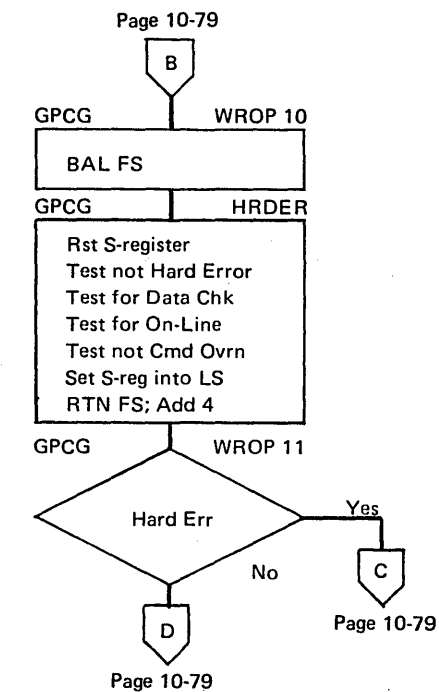 Page 10-79
B
GPCG WROP 10
BAL FS
GPCG HRDER
Rst S-register
Test not Hard Error
Test for Data Chk
Test for On-Line
Test not Cmd Ovrn
Set S-reg into LS
RTN FS; Add 4
GPCG WROP 11
Hard Err
Yes
No
C
D
Page 10-79
Page 10-79